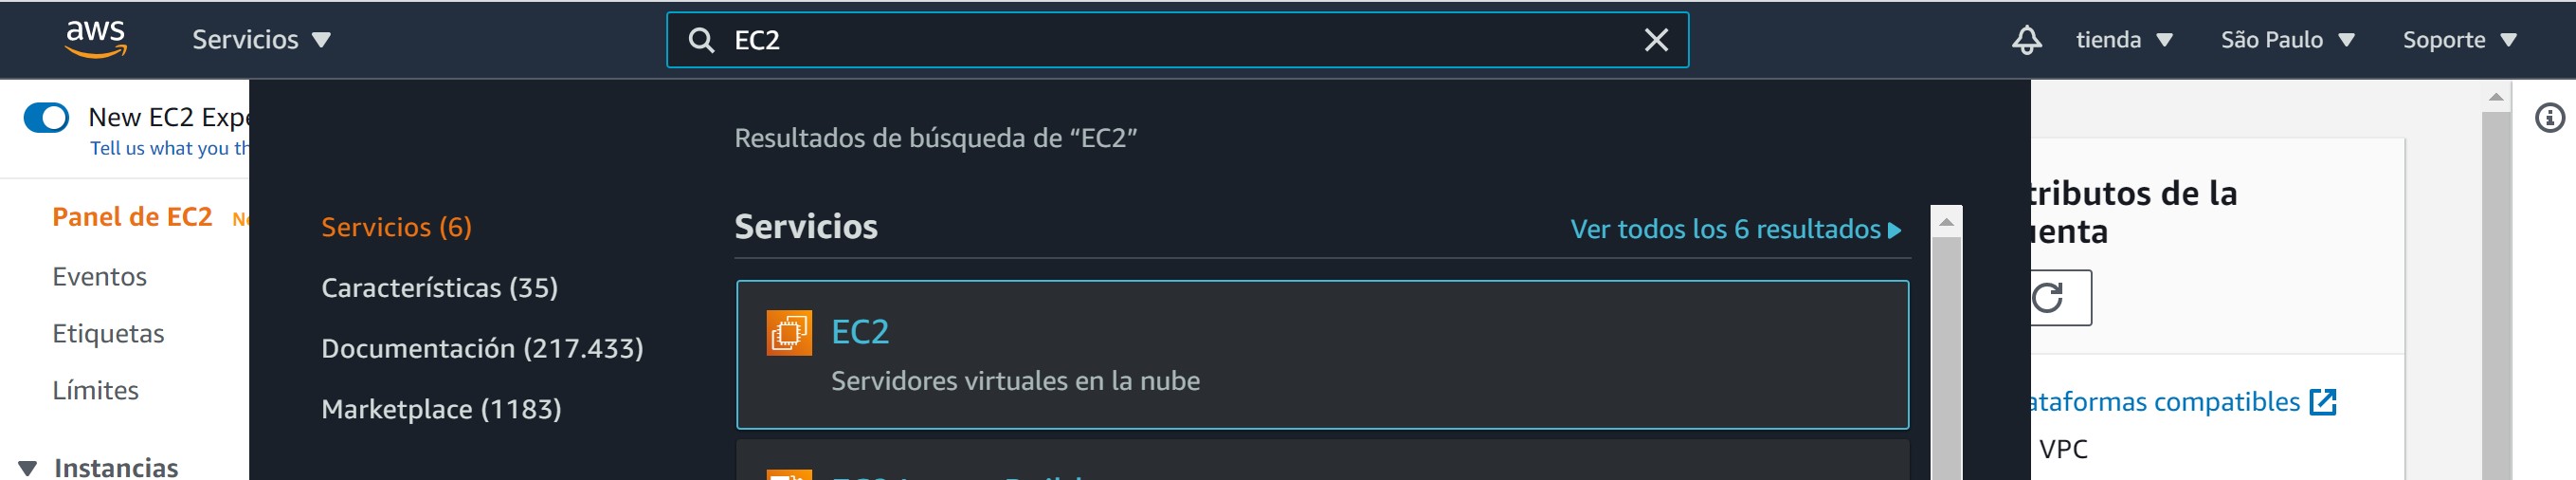 aws
Servicios
EC2
tienda
São Paulo
Soporte
New EC2 Expe
Tell us what you th
Panel de EC2
Eventos
Etiquetas
Límites
Instancias
Resultados de búsqueda de “EC2”
Servicios (6)
Características (35)
Documentación (217.433)
Marketplace (1183)
Servicios
Ver todos los 6 resultados
EC2
Servidores virtuales en la nube
tributos de la
enta
ataformas compatibles
VPC